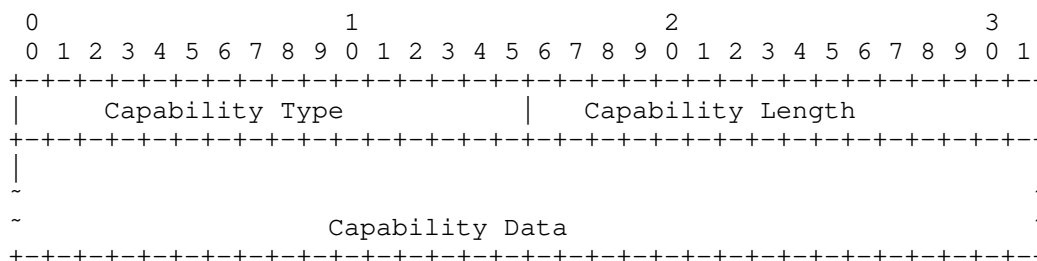 0                   1                   2                   3
 0 1 2 3 4 5 6 7 8 9 0 1 2 3 4 5 6 7 8 9 0 1 2 3 4 5 6 7 8 9 0 1
+-+-+-+-+-+-+-+-+-+-+-+-+-+-+-+-+-+-+-+-+-+-+-+-+-+-+-+-+-+-+-+-
|     Capability Type           |   Capability Length
+-+-+-+-+-+-+-+-+-+-+-+-+-+-+-+-+-+-+-+-+-+-+-+-+-+-+-+-+-+-+-+-
|
~                                                               ~
~                   Capability Data                             ~
+-+-+-+-+-+-+-+-+-+-+-+-+-+-+-+-+-+-+-+-+-+-+-+-+-+-+-+-+-+-+-+-